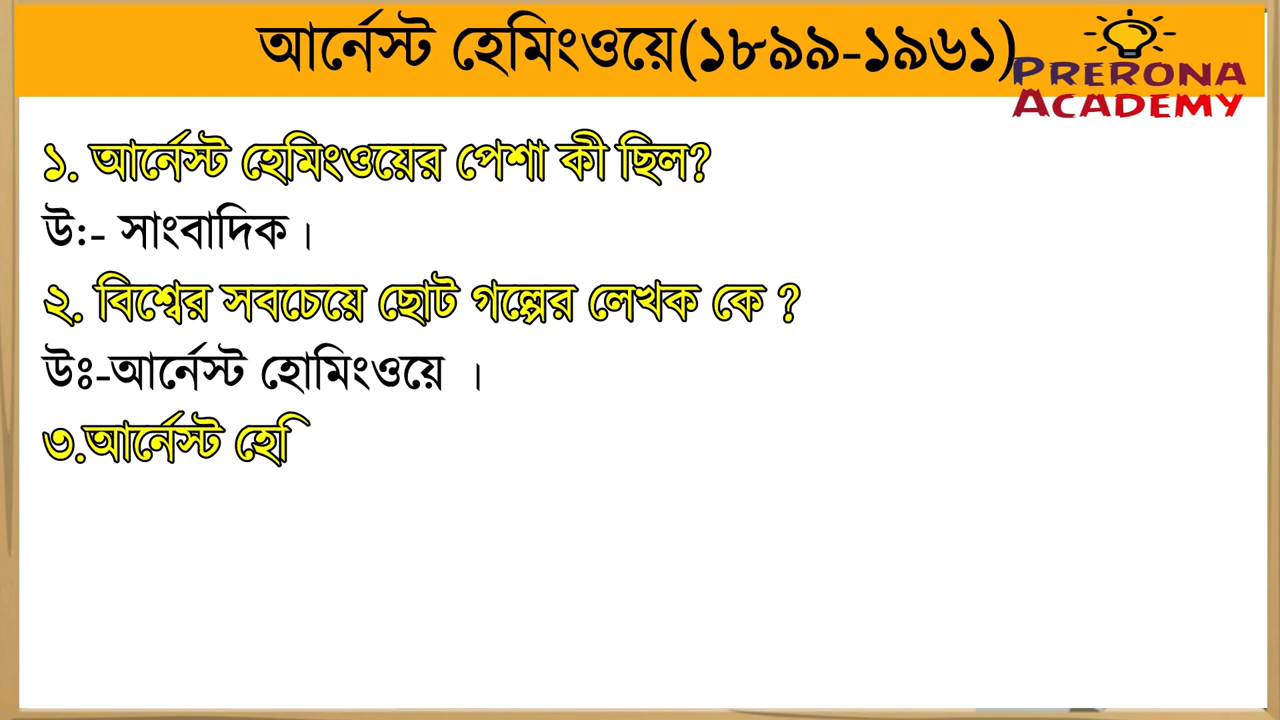 আর্নেস্ট হেমিংওয়ে(১৮৯৯-১৯৬১)
PRERONA
ACADEMY
১. আর্নেস্ট হেমিংওয়ের পেশা কী ছিল?
উ:- সাংবাদিক।
২. বিশ্বের সবচেয়ে ছোট গল্পের লেখক কে ?
উঃ-আর্নেস্ট হোমিংওয়ে ।
৩.আর্নেস্ট হেি